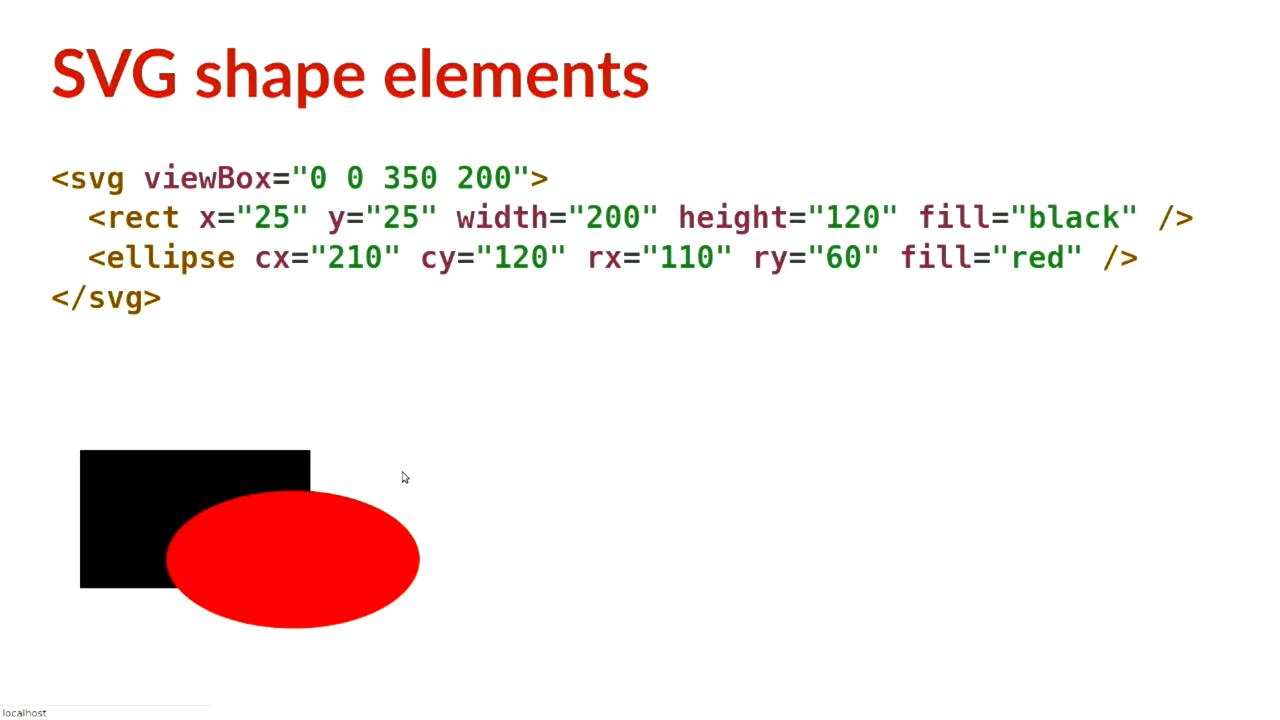 SVG shape elements
<svg viewBox="0 0 350 200">
  <rect x="25" y="25" width="200" height="120" fill="black" />
  <ellipse cx="210" cy="120" rx="110" ry="60" fill="red" />
</svg>
localhost